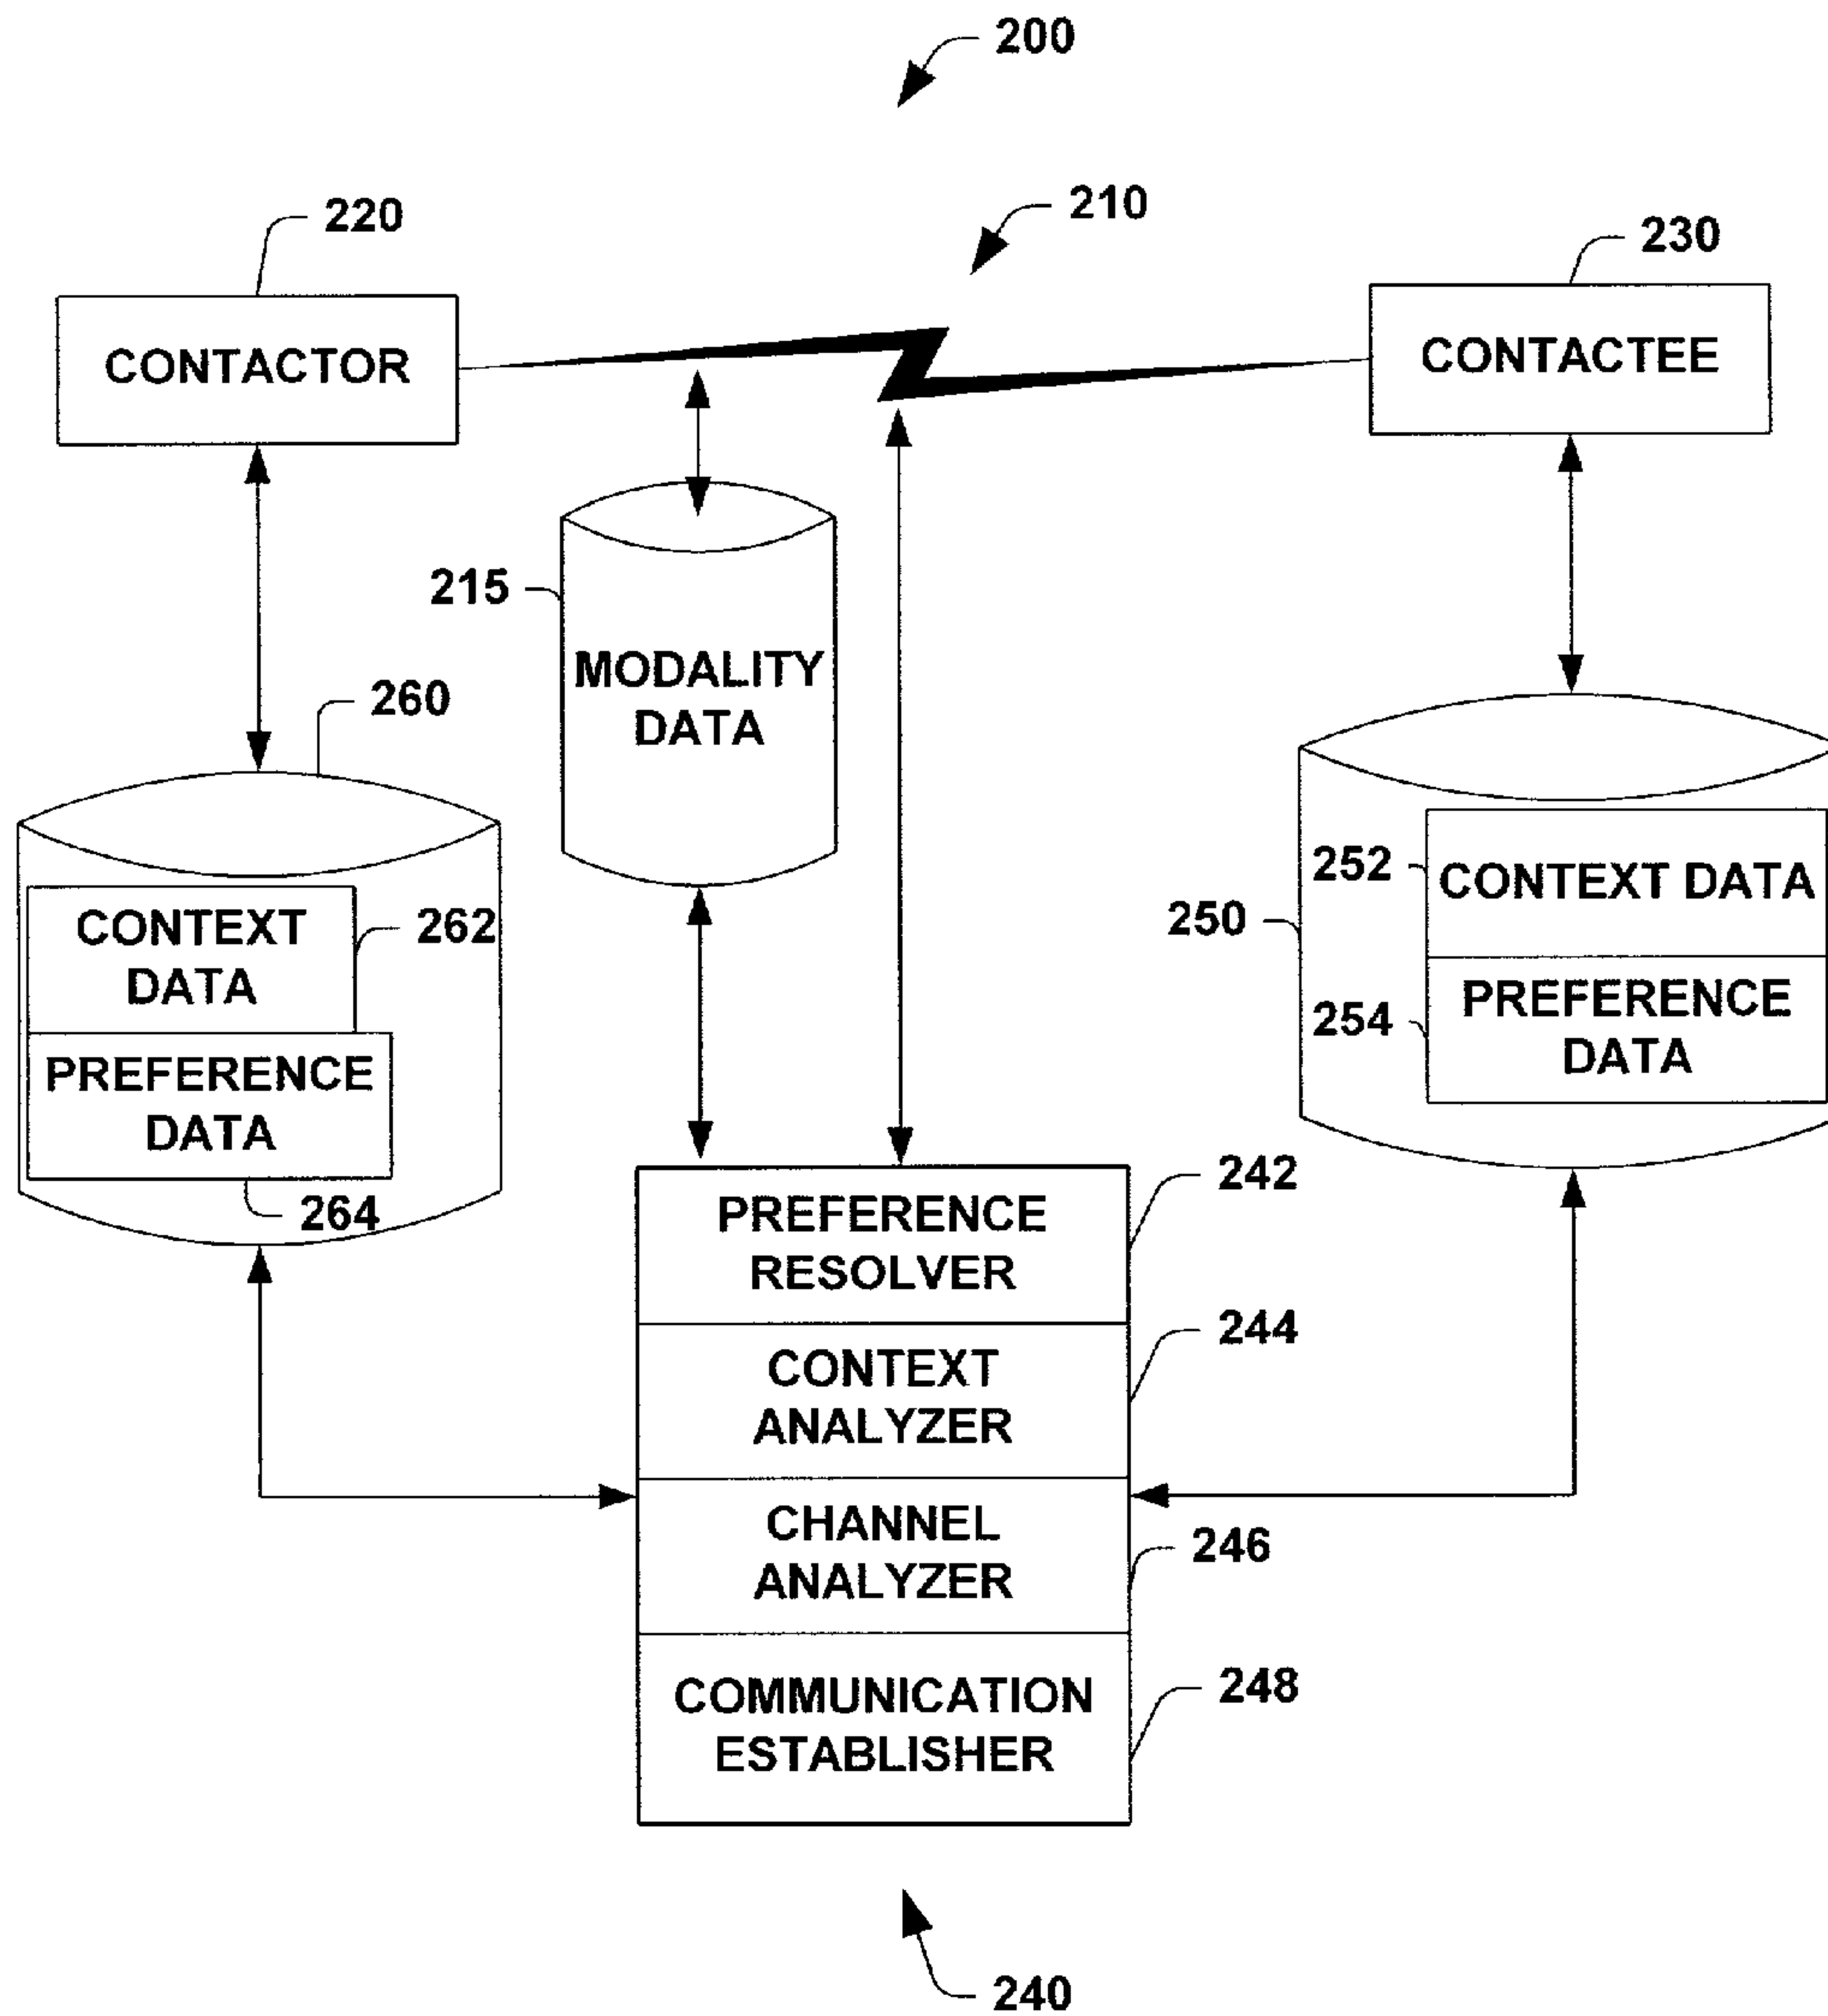 200
210
220
230
CONTACTOR
CONTACTEE
215
MODALITY
DATA
260
252
CONTEXT DATA
250
CONTEXT
DATA
262
254
PREFERENCE
DATA
PREFERENCE
DATA
264
242
PREFERENCE
RESOLVER
244
CONTEXT
ANALYZER
CHANNEL
ANALYZER
246
248
COMMUNICATION
ESTABLISHER
240